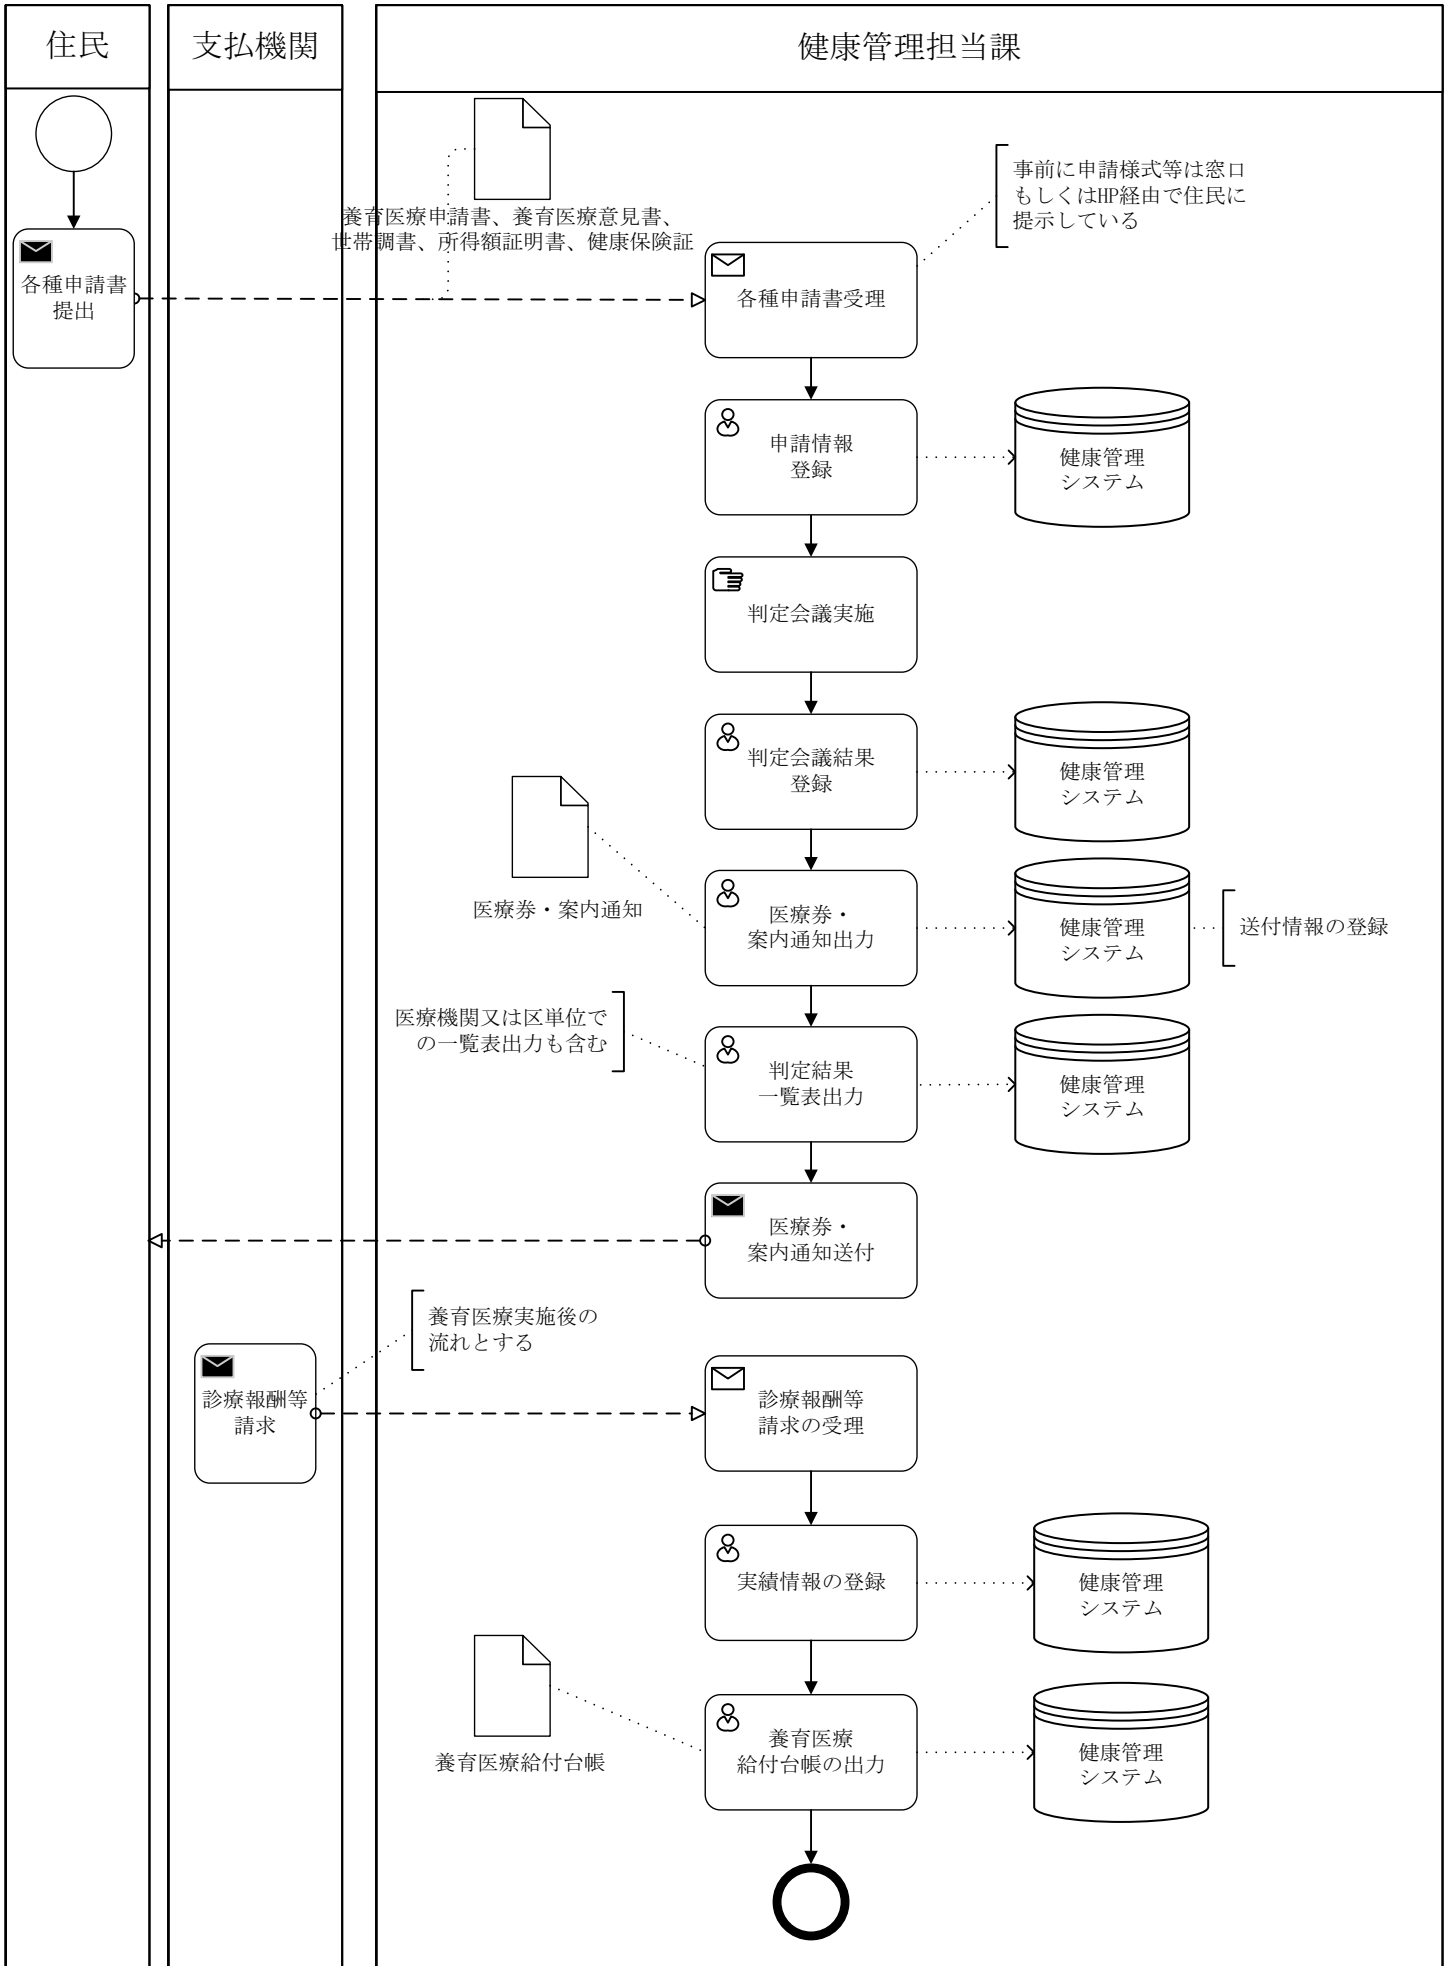 住民
支払機関
健康管理担当課
事前に申請様式等は窓口
もしくはHP経由で住民に
提示している
養育医療申請書、養育医療意見書、
世帯調書、所得額証明書、健康保険証
各種申請書
提出
各種申請書受理
申請情報
登録
健康管理
システム
判定会議実施
判定会議結果
登録
健康管理
システム
医療券・案内通知
医療券・
案内通知出力
健康管理
システム
送付情報の登録
医療機関又は区単位で
の一覧表出力も含む
判定結果
一覧表出力
健康管理
システム
医療券・
案内通知送付
養育医療実施後の
流れとする
診療報酬等
請求
診療報酬等
請求の受理
実績情報の登録
健康管理
システム
養育医療給付台帳
養育医療
給付台帳の出力
健康管理
システム